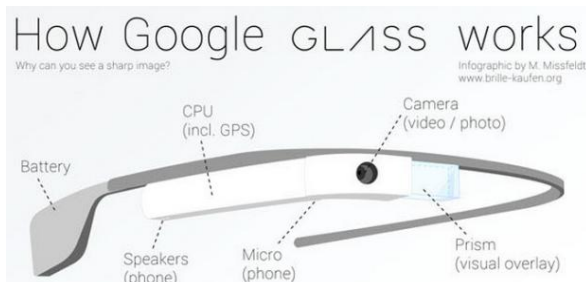 How Google GLASS works
Why can you see a sharp image?
Infographic by M. Missfeldt
www.brille-kaufen.org
Camera
(video / photo)
CPU
(incl. GPS)
Battery
Speakers
(phone)
Micro
(phone)
Prism
(visual overlay)